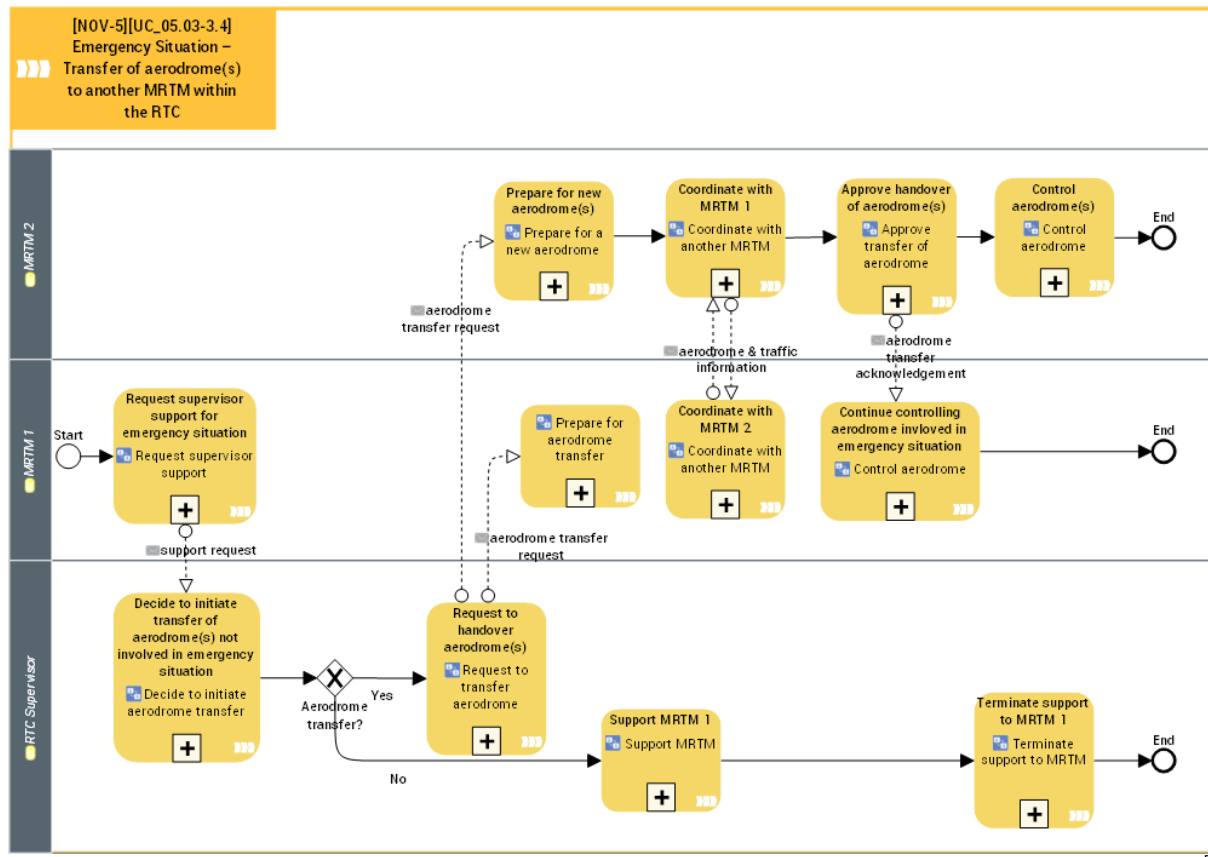 [NOV-5][UC_05.03-3.4]
Emergency Situation –
Transfer of aerodrome(s)
to another MRTM within
the RTC
MRTM 2
Prepare for new
aerodrome(s)
Prepare for a
new aerodrome
Coordinate with
MRTM 1
Coordinate with
another MRTM
Approve handover
of aerodrome(s)
Approve
transfer of
aerodrome
Control
aerodrome(s)
Control
aerodrome
End
aerodrome
transfer request
aerodrome & traffic
information
aerodrome
transfer
acknowledgement
MRTM 1
Start
Request supervisor
support for
emergency situation
Request supervisor
support
Prepare for
aerodrome
transfer
Coordinate with
MRTM 2
Coordinate with
another MRTM
Continue controlling
aerodrome invloved in
emergency situation
Control aerodrome
End
support request
aerodrome transfer
request
RTC Supervisor
Decide to initiate
transfer of
aerodrome(s) not
involved in emergency
situation
Decide to initiate
aerodrome transfer
Aerodrome
transfer?
Yes
No
Request to
handover
aerodrome(s)
Request to
transfer
aerodrome
Support MRTM 1
Support MRTM
Terminate support
to MRTM 1
Terminate
support to MRTM
End